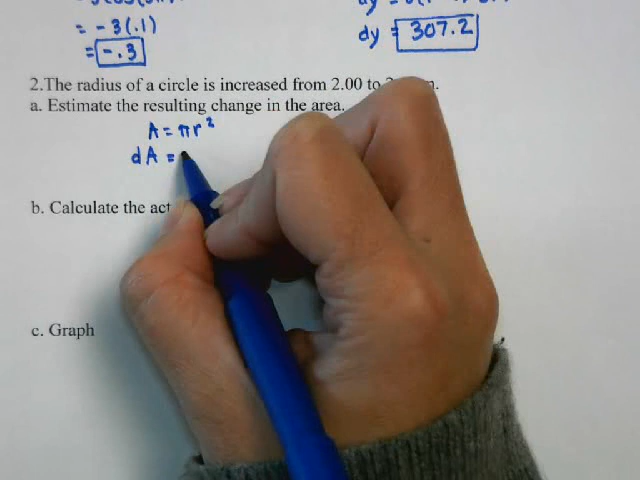 = -3(.1)
= -.3
dy = 307.2
2.The radius of a circle is increased from 2.00 to
a. Estimate the resulting change in the area.
A = πr²
dA =
b. Calculate the
c. Graph